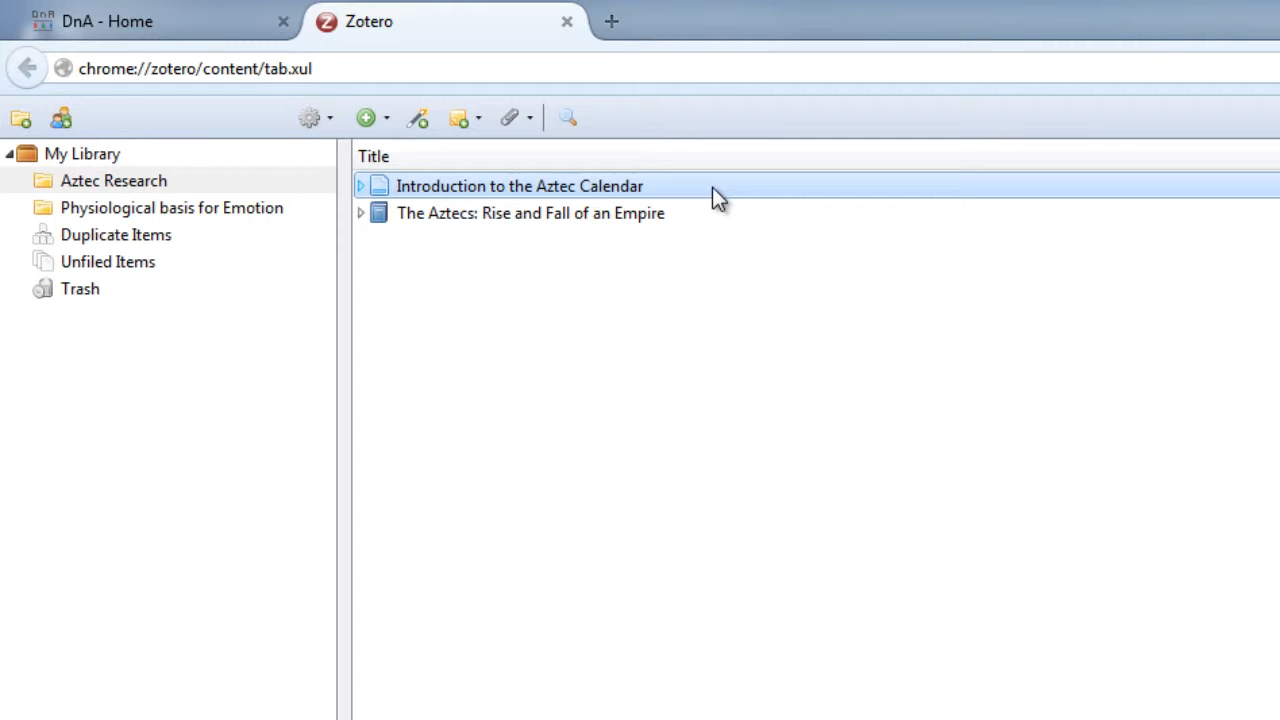 DnA - Home
Zotero
chrome://zotero/content/tab.xul
My Library
Aztec Research
Physiological basis for Emotion
Duplicate Items
Unfiled Items
Trash
Title
Introduction to the Aztec Calendar
The Aztecs: Rise and Fall of an Empire